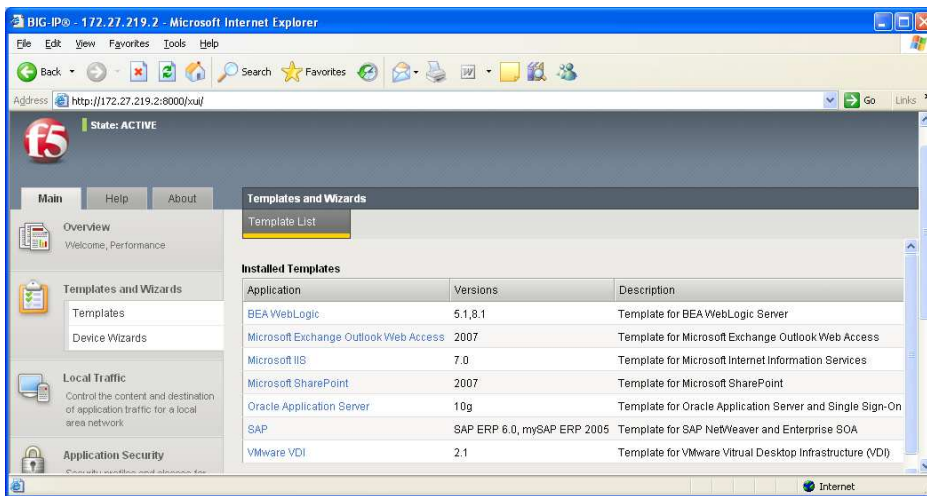 BIG-IP® - 172.27.219.2 - Microsoft Internet Explorer
File Edit View Favorites Tools Help
Back Search Favorites
Address http://172.27.219.2:8000/xui/ Go Links »
f5 State: ACTIVE
Main Help About
Templates and Wizards
Template List
Overview
Welcome, Performance
Templates and Wizards
Templates
Device Wizards
Local Traffic
Control the content and destination
of application traffic for a local
area network
Application Security
Installed Templates
Application Versions Description
BEA WebLogic 5.1,8.1 Template for BEA WebLogic Server
Microsoft Exchange Outlook Web Access 2007 Template for Microsoft Exchange Outlook Web Access
Microsoft IIS 7.0 Template for Microsoft Internet Information Services
Microsoft SharePoint 2007 Template for Microsoft SharePoint
Oracle Application Server 10g Template for Oracle Application Server and Single Sign-On
SAP SAP ERP 6.0, mySAP ERP 2005 Template for SAP NetWeaver and Enterprise SOA
VMware VDI 2.1 Template for VMware Vitrual Desktop Infrastructure (VDI)
Internet